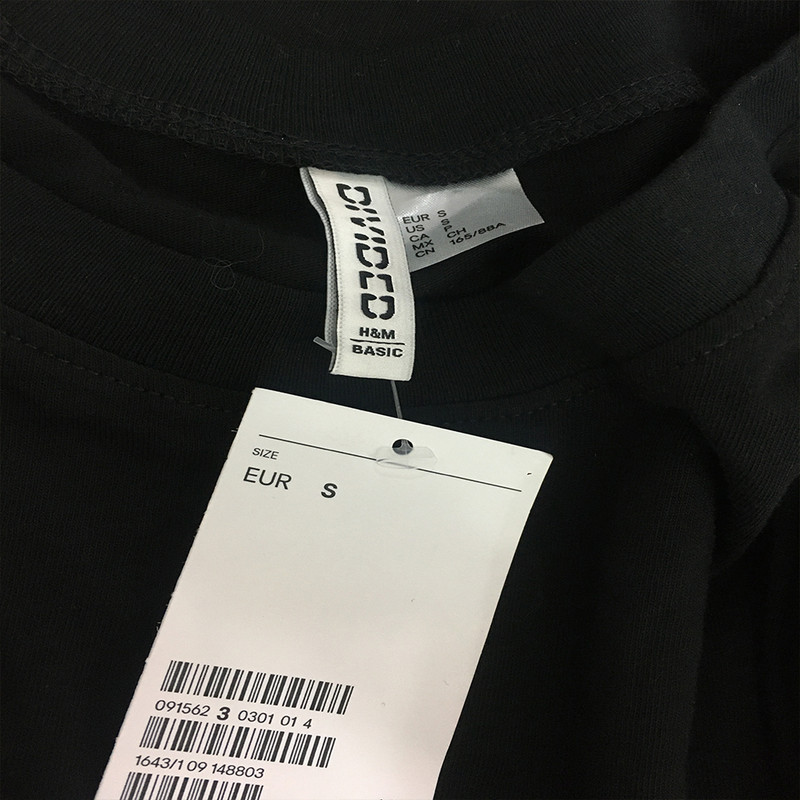 DIVIDED
H&M
BASIC
EUR S
US S
CA P
MX CH
CN 165/88A
SIZE
EUR S
091562 3 0301 01 4
1643/1 09 148803